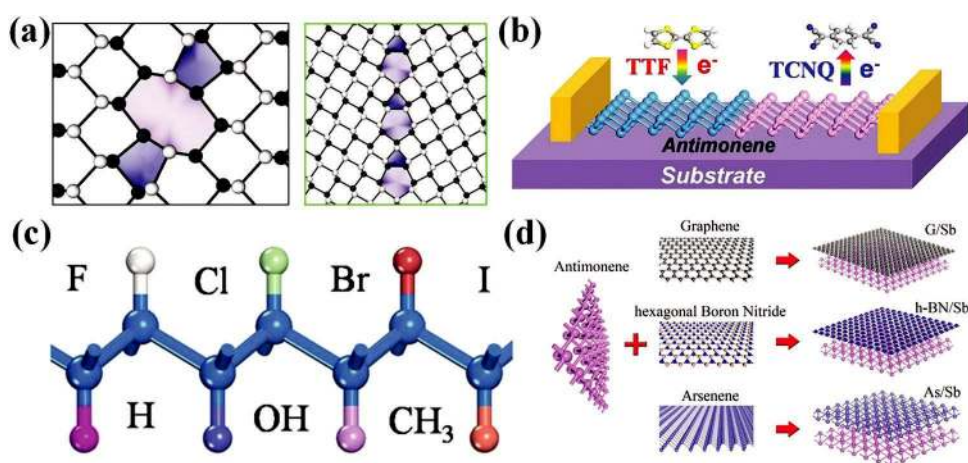 (a)
(b)
TTF e⁻
TCNQ e⁻
Antimonene
Substrate
(c)
F Cl Br I
H OH CH₃
(d)
Graphene
G/Sb
Antimonene
hexagonal Boron Nitride
h-BN/Sb
+
Arsenene
As/Sb